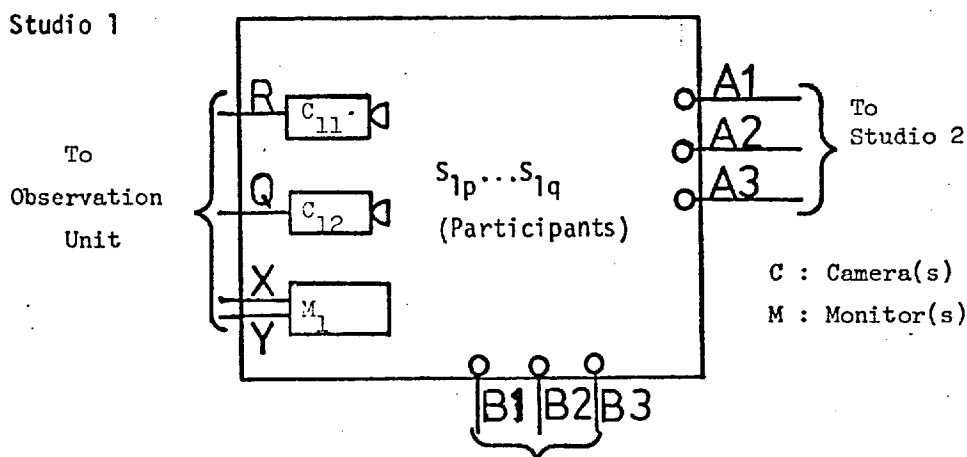 Studio 1
R
C11
To
Observation
Unit
Q
C12
X
M1
Y
S1p...S1q
(Participants)
A1
A2
A3
To
Studio 2
C : Camera(s)
M : Monitor(s)
B1 B2 B3